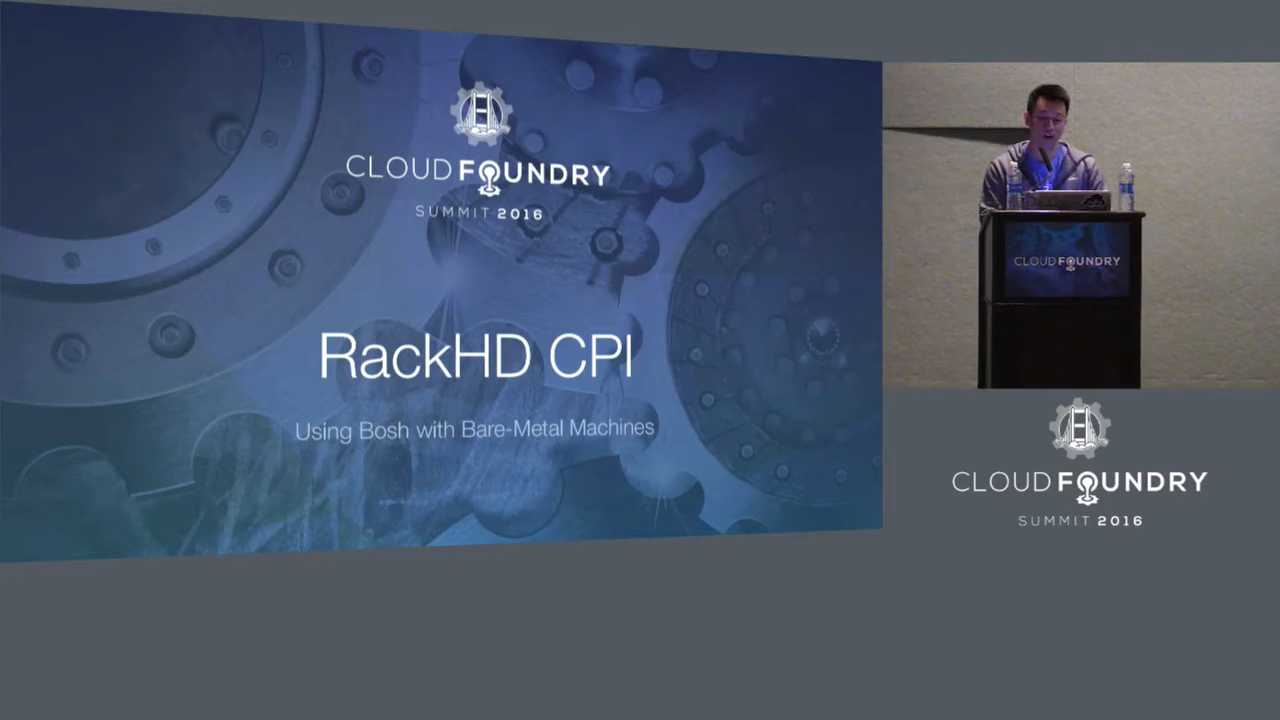 CLOUD FOUNDRY
SUMMIT 2016
RackHD CPI
Using Bosh with Bare-Metal Machines
CLOUD FOUNDRY
CLOUD FOUNDRY
SUMMIT 2016